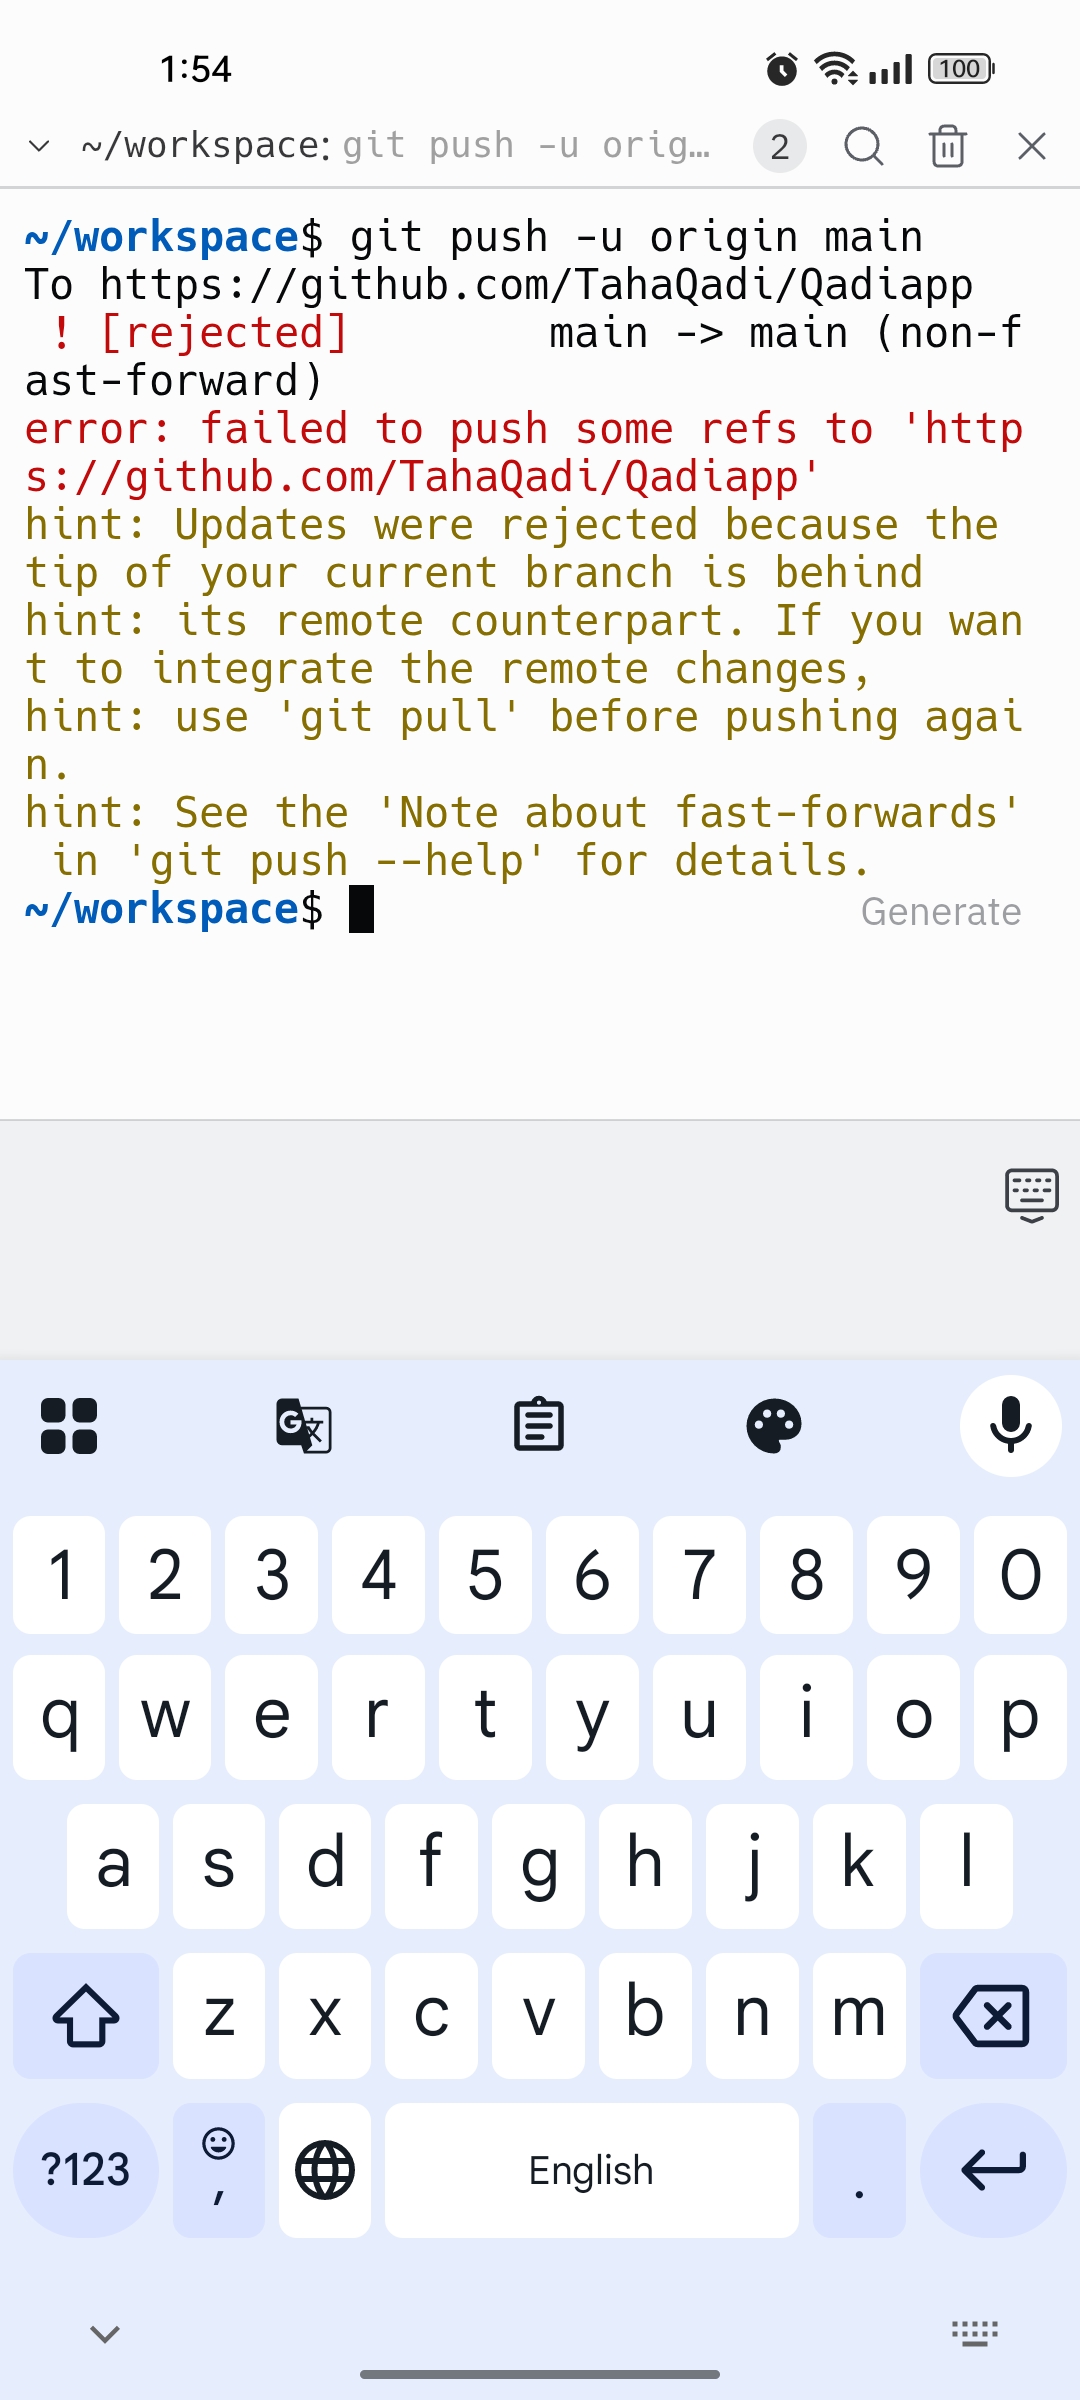 1:54
100
~/workspace: git push -u orig…
2
~/workspace$ git push -u origin main
To https://github.com/TahaQadi/Qadiapp
! [rejected]        main -> main (non-f
ast-forward)
error: failed to push some refs to 'http
s://github.com/TahaQadi/Qadiapp'
hint: Updates were rejected because the
tip of your current branch is behind
hint: its remote counterpart. If you wan
t to integrate the remote changes,
hint: use 'git pull' before pushing agai
n.
hint: See the 'Note about fast-forwards'
in 'git push --help' for details.
~/workspace$
Generate
1 2 3 4 5 6 7 8 9 0
q w e r t y u i o p
a s d f g h j k l
z x c v b n m
?123 , English .